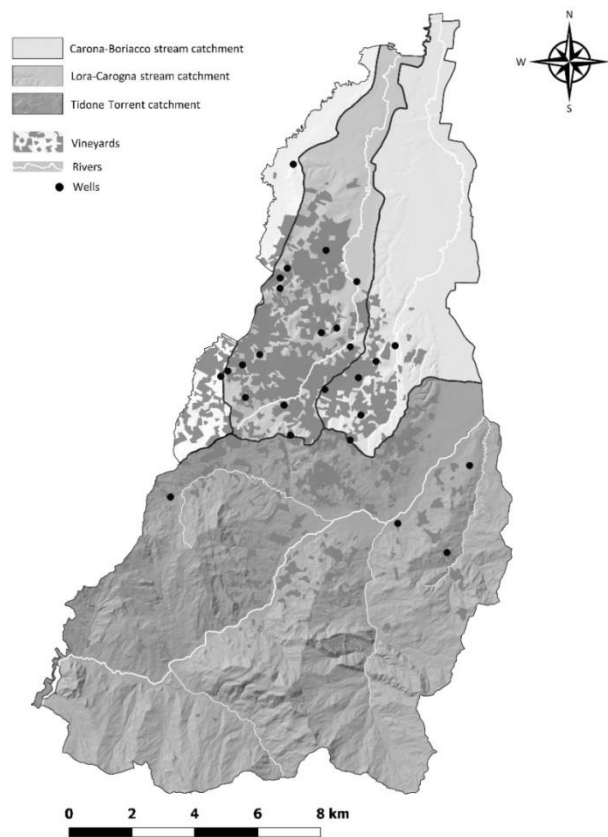 N
W
E
S
Carona-Boriacco stream catchment
Lora-Carogna stream catchment
Tidone Torrent catchment
Vineyards
Rivers
Wells
0 2 4 6 8 km